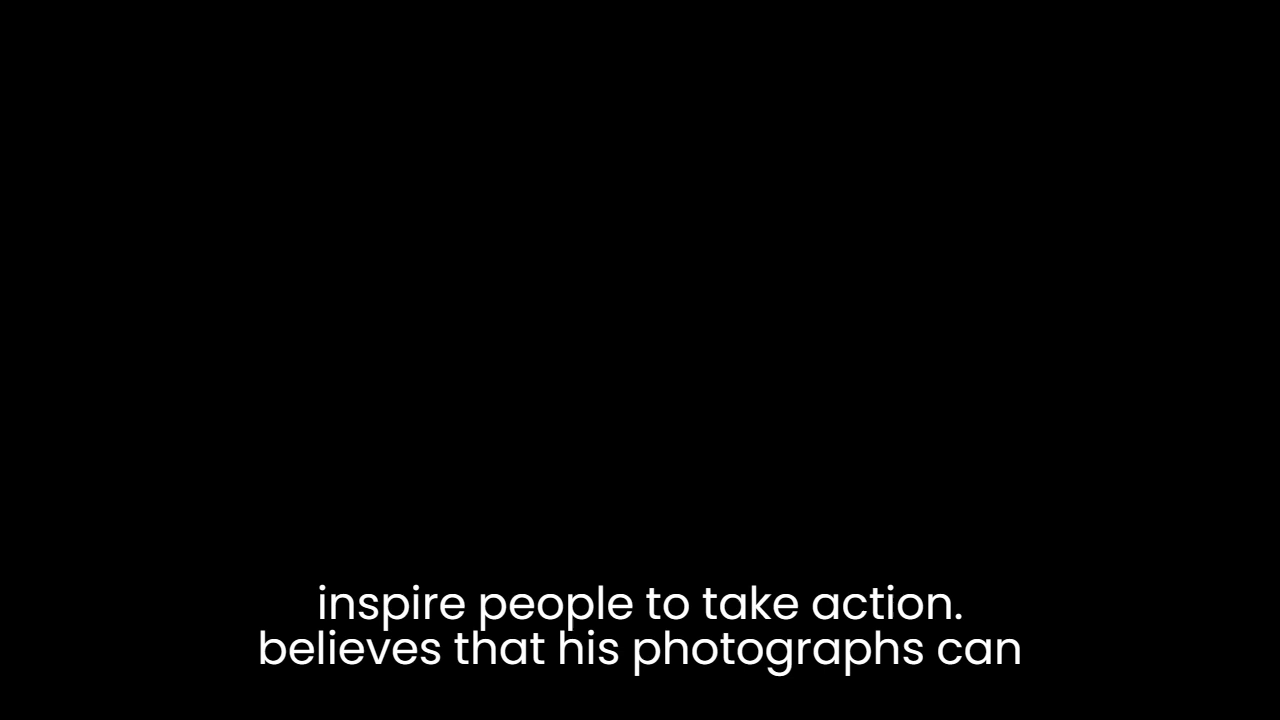 inspire people to take action.
believes that his photographs can